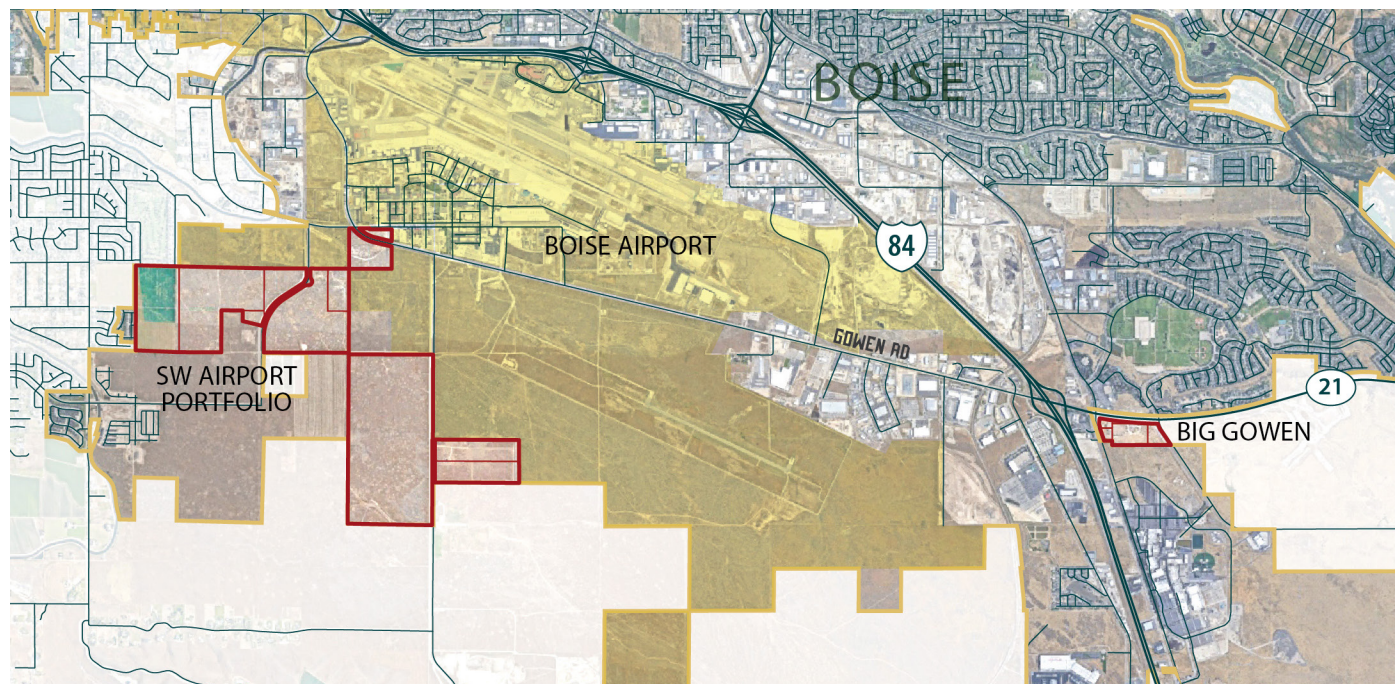 BOISE
BOISE AIRPORT
84
GOWEN RD
SW AIRPORT
PORTFOLIO
21
BIG GOWEN